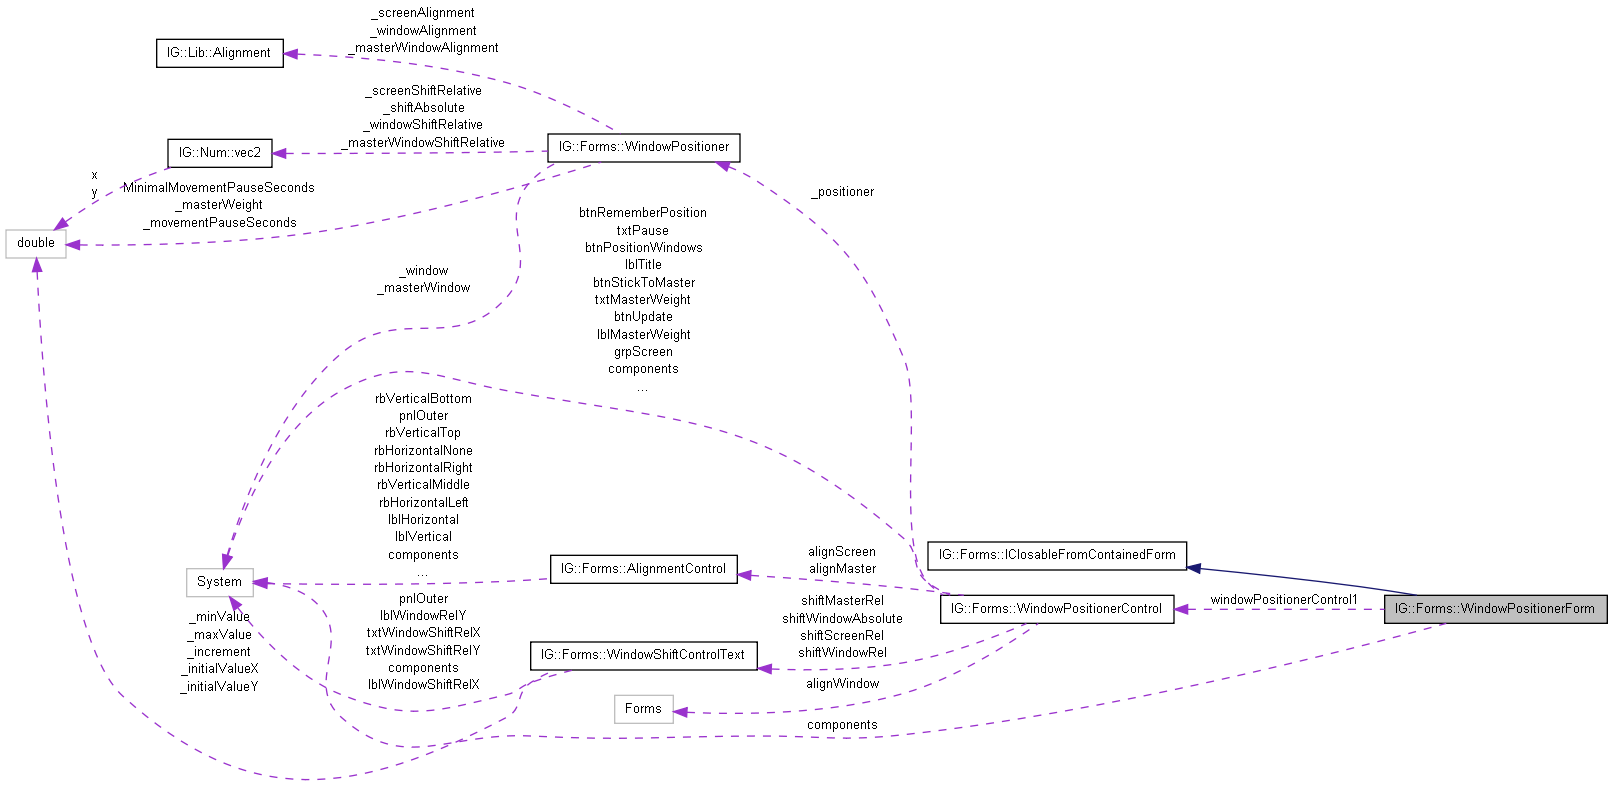 _screenAlignment
_windowAlignment
_masterWindowAlignment
IG::Lib::Alignment
_screenShiftRelative
_shiftAbsolute
_windowShiftRelative
_masterWindowShiftRelative
IG::Num::vec2
IG::Forms::WindowPositioner
x
y
MinimalMovementPauseSeconds
_masterWeight
_movementPauseSeconds
_positioner
double
_window
_masterWindow
btnRememberPosition
txtPause
btnPositionWindows
lblTitle
btnStickToMaster
txtMasterWeight
btnUpdate
lblMasterWeight
grpScreen
components
...
rbVerticalBottom
pnlOuter
rbVerticalTop
rbHorizontalNone
rbHorizontalRight
rbVerticalMiddle
rbHorizontalLeft
lblHorizontal
lblVertical
components
...
System
IG::Forms::AlignmentControl
alignScreen
alignMaster
IG::Forms::IClosableFromContainedForm
_minValue
_maxValue
_increment
_initialValueX
_initialValueY
pnlOuter
lblWindowRelY
txtWindowShiftRelX
txtWindowShiftRelY
components
lblWindowShiftRelX
IG::Forms::WindowShiftControlText
shiftMasterRel
shiftWindowAbsolute
shiftScreenRel
shiftWindowRel
IG::Forms::WindowPositionerControl
windowPositionerControl1
IG::Forms::WindowPositionerForm
alignWindow
Forms
components